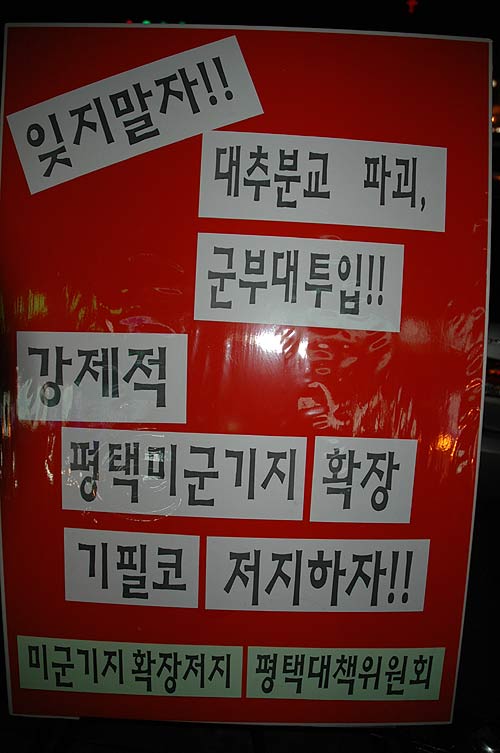 잊지말자!!
대추분교 파괴,
군부대투입!!
강제적
평택미군기지 확장
기필코 저지하자!!
미군기지확장저지 평택대책위원회